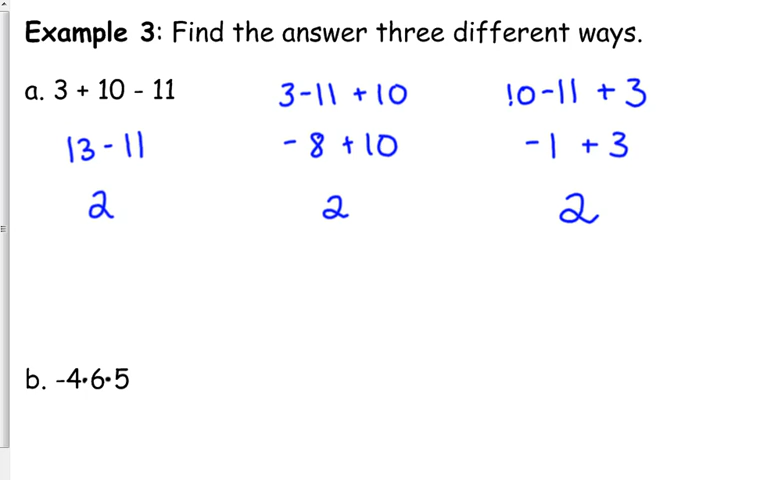 Example 3: Find the answer three different ways.
a. 3 + 10 - 11 3-11 +10 10-11 + 3
13 - 11 - 8 +10 -1 + 3
2 2 2
b. -4•6•5